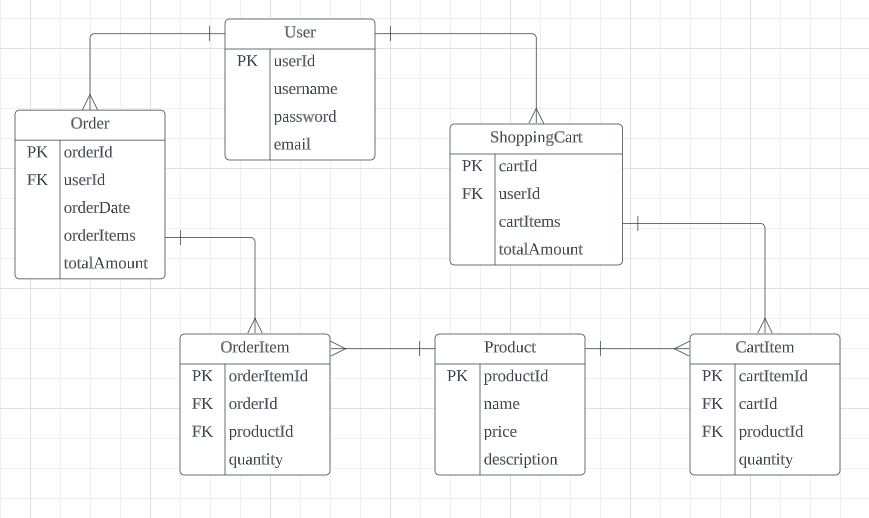 User
PK userId
username
password
email
Order
PK orderId
FK userId
orderDate
orderItems
totalAmount
ShoppingCart
PK cartId
FK userId
cartItems
totalAmount
OrderItem
PK orderItemId
FK orderId
FK productId
quantity
Product
PK productId
name
price
description
CartItem
PK cartItemId
FK cartId
FK productId
quantity